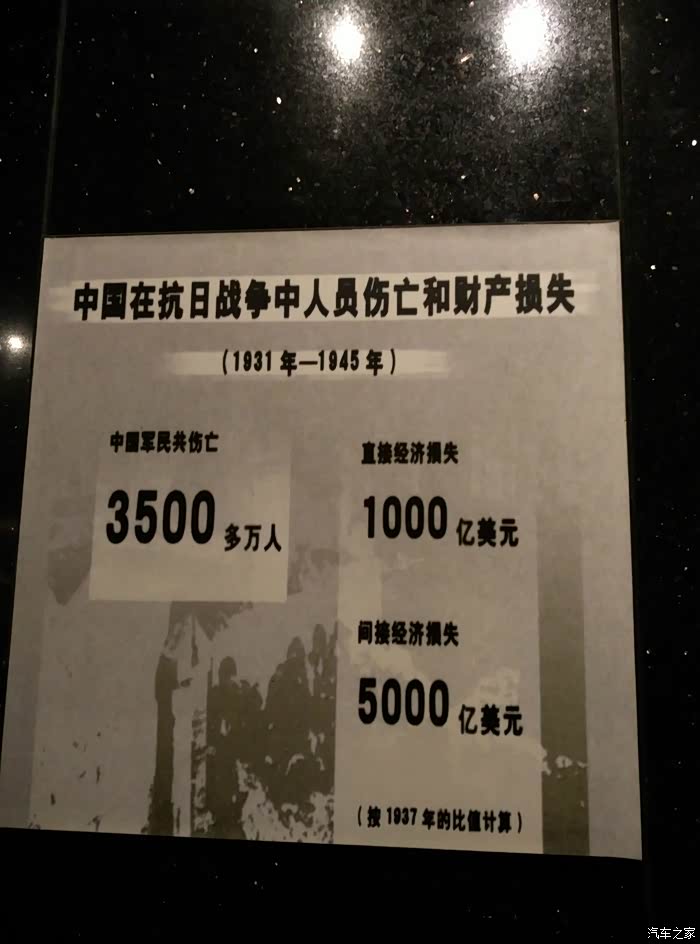 中国在抗日战争中人员伤亡和财产损失
(1931年—1945年)
中国军民共伤亡
3500多万人
直接经济损失
1000亿美元
间接经济损失
5000亿美元
(按1937年的比值计算)
汽车之家